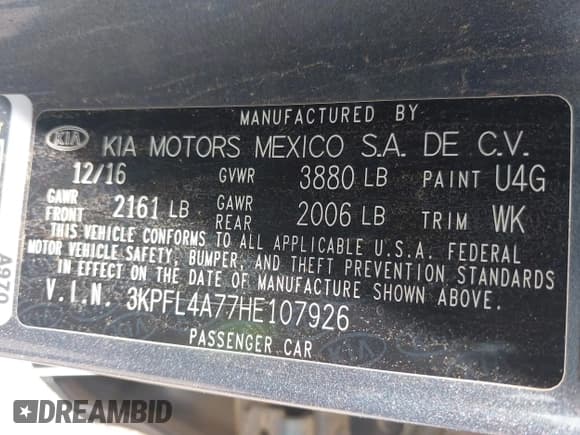 MANUFACTURED BY
KIA KIA MOTORS MEXICO S.A. DE C.V.
12/16 GVWR 3880 LB PAINT U4G
GAWR FRONT 2161 LB GAWR REAR 2006 LB TRIM WK
THIS VEHICLE CONFORMS TO ALL APPLICABLE U.S.A. FEDERAL
MOTOR VEHICLE SAFETY, BUMPER, AND THEFT PREVENTION STANDARDS
IN EFFECT ON THE DATE OF MANUFACTURE SHOWN ABOVE.
V.I.N. 3KPFL4A77HE107926
PASSENGER CAR
A970
DREAMBID